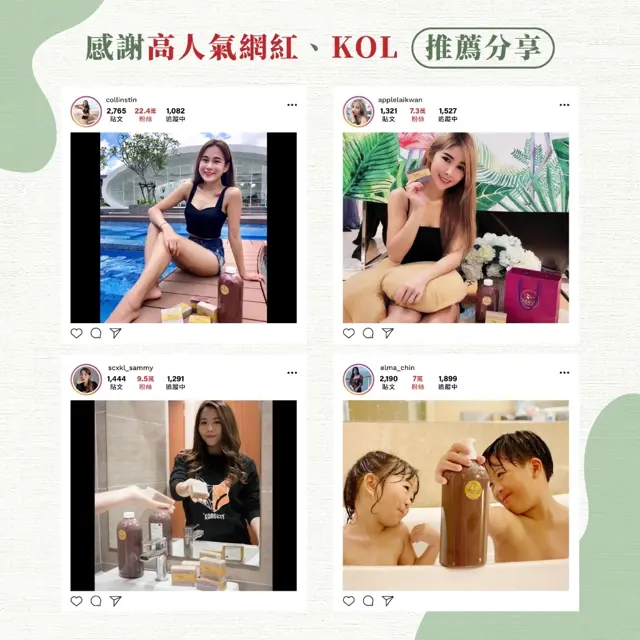 感謝高人氣網紅、KOL 推薦分享
collinstin
2,765 22.4萬 1,082
貼文 粉絲 追蹤中
applelaikwan
1,321 7.3萬 1,527
貼文 粉絲 追蹤中
scxkl_sammy
1,444 9.5萬 1,291
貼文 粉絲 追蹤中
elma_chin
2,190 7萬 1,899
貼文 粉絲 追蹤中